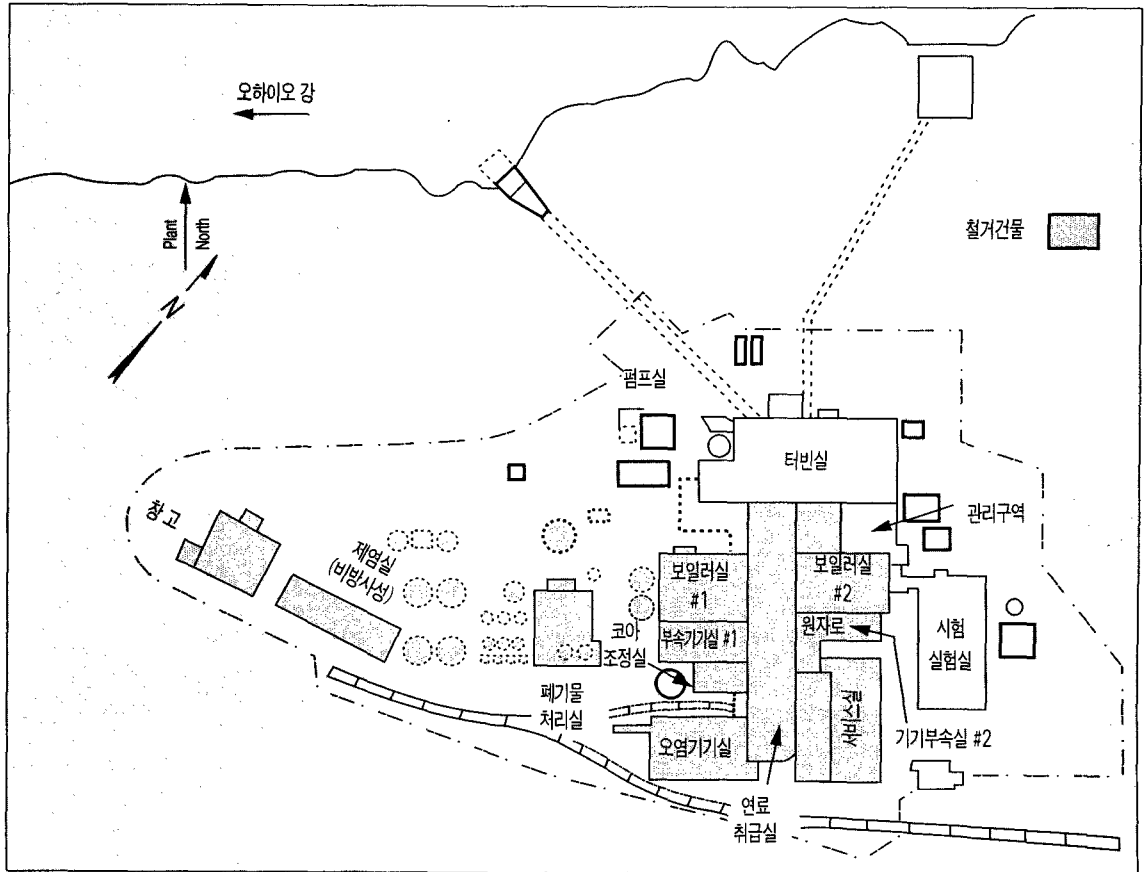 오하이오 강
Plant
North
N
철거건물
펌프실
터빈실
관리구역
창 고
제염실
(비방사성)
보일러실
#1
보일러실
#2
코아
조정실
부속기기실 #1
원자로
시험
실험실
폐기물
처리실
오염기기실
서비스실
기기부속실 #2
연료
취급실